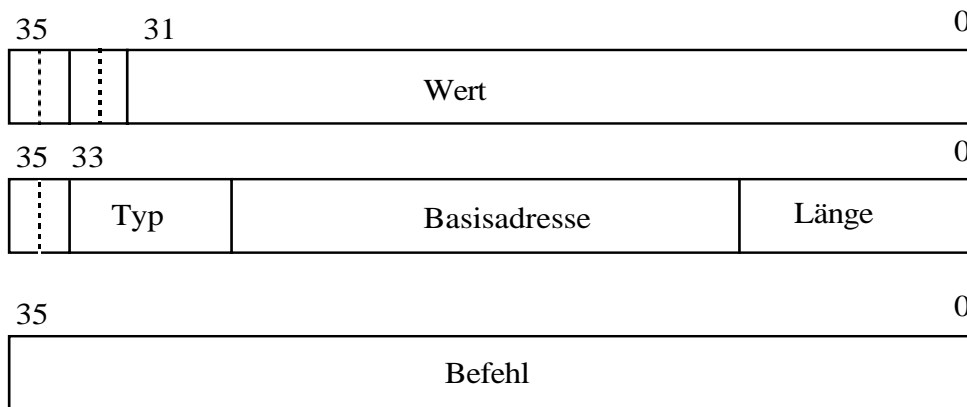 35 31 0
Wert
35 33 0
Typ Basisadresse Länge
35 0
Befehl